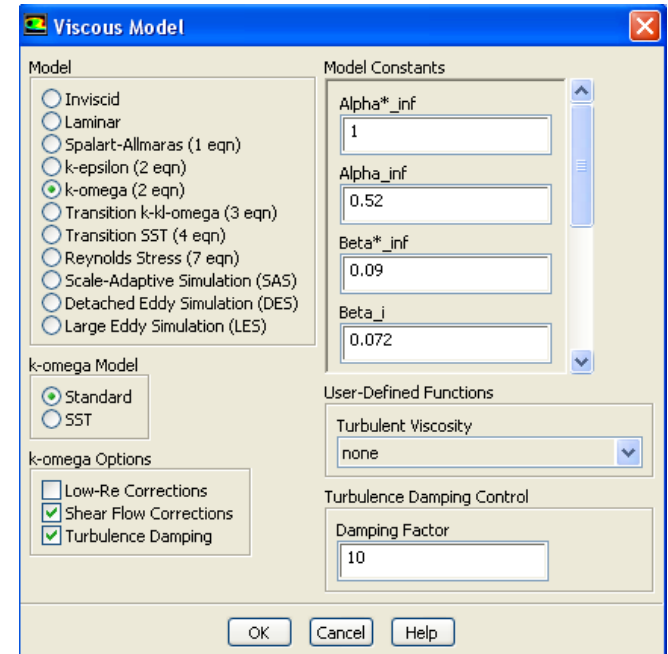 Viscous Model
Model
Inviscid
Laminar
Spalart-Allmaras (1 eqn)
k-epsilon (2 eqn)
k-omega (2 eqn)
Transition k-kl-omega (3 eqn)
Transition SST (4 eqn)
Reynolds Stress (7 eqn)
Scale-Adaptive Simulation (SAS)
Detached Eddy Simulation (DES)
Large Eddy Simulation (LES)
k-omega Model
Standard
SST
k-omega Options
Low-Re Corrections
Shear Flow Corrections
Turbulence Damping
Model Constants
Alpha*_inf
1
Alpha_inf
0.52
Beta*_inf
0.09
Beta_i
0.072
User-Defined Functions
Turbulent Viscosity
none
Turbulence Damping Control
Damping Factor
10
OK
Cancel
Help